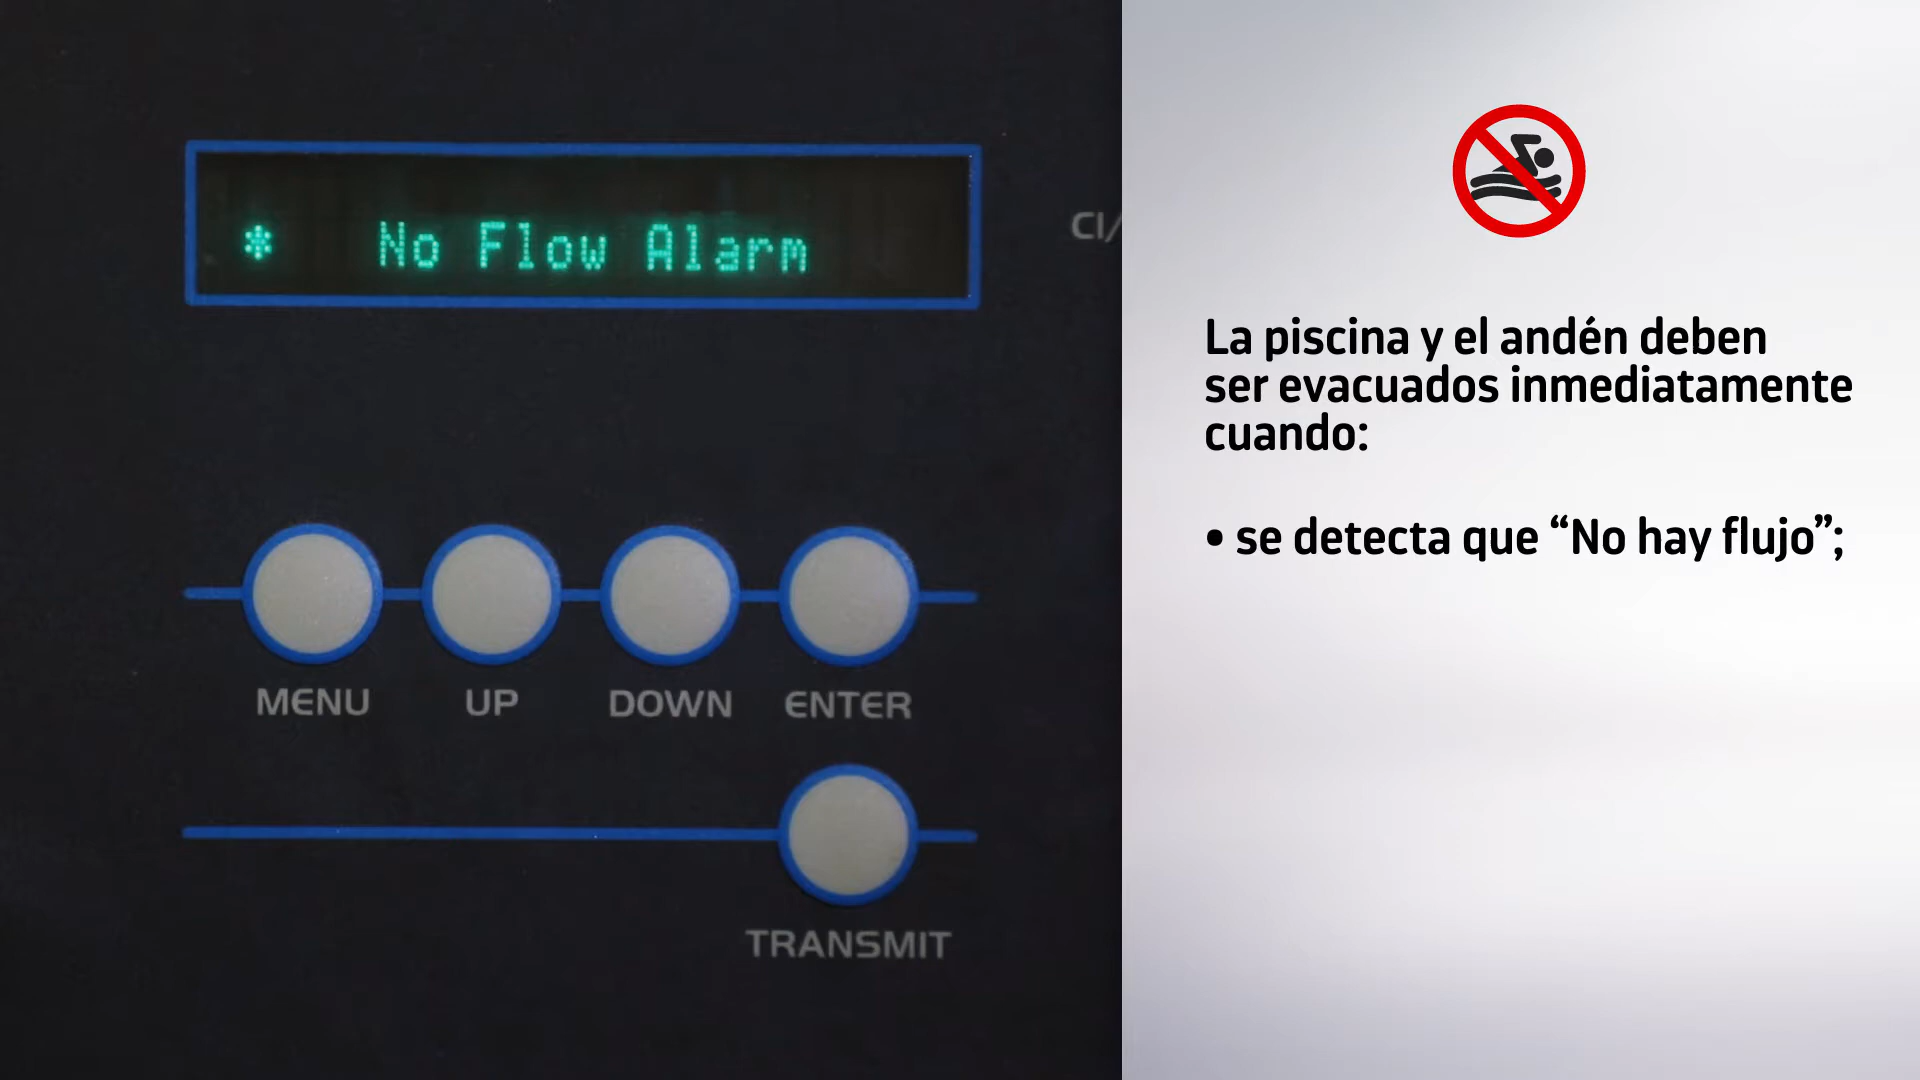 * No Flow Alarm
Cl/
MENU UP DOWN ENTER
TRANSMIT
La piscina y el andén deben
ser evacuados inmediatamente
cuando:
• se detecta que “No hay flujo”;